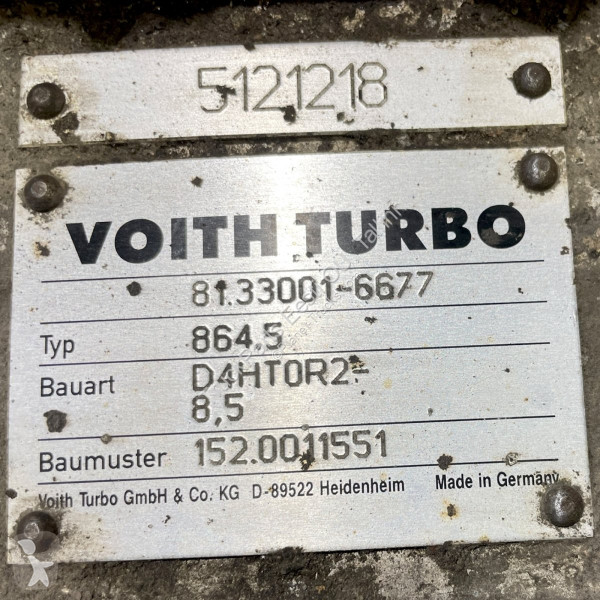 5121218
VOITH TURBO
81.33001-6677
Typ 864.5
Bauart D4HT0R2-
8,5
Baumuster 152.0011551
Voith Turbo GmbH & Co. KG D-89522 Heidenheim Made in Germany